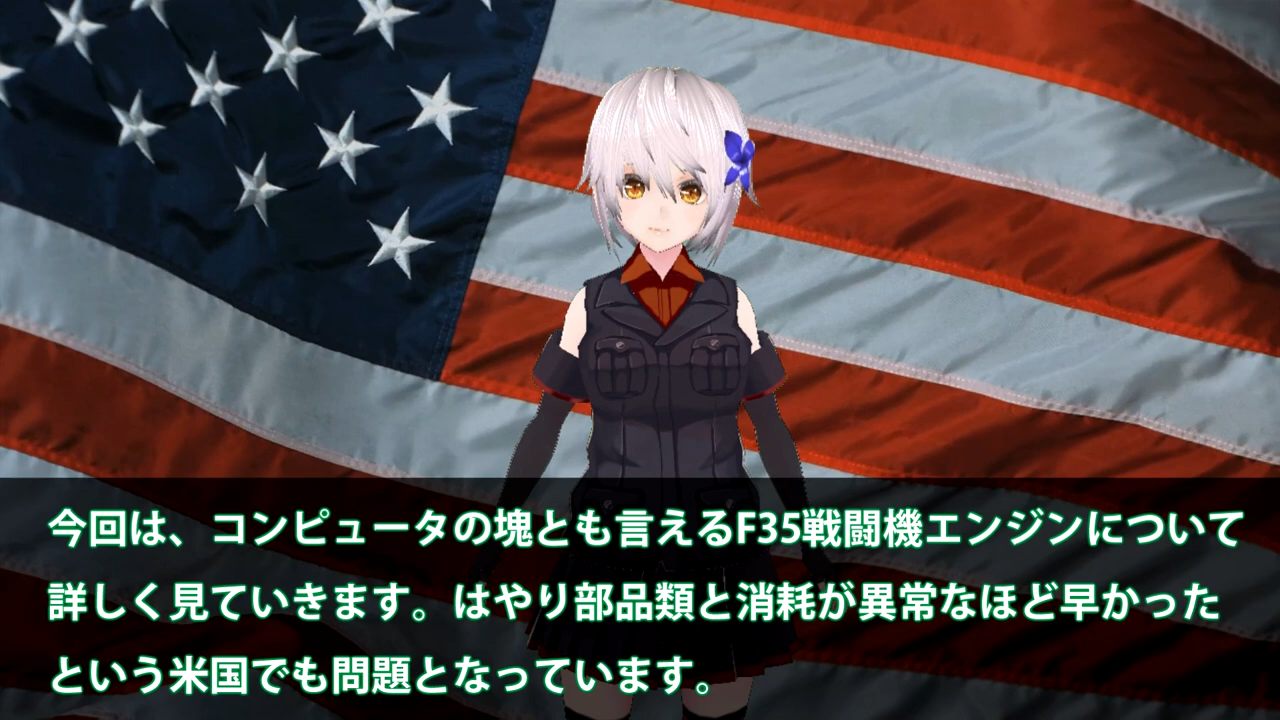 今回は、コンピュータの塊とも言えるF35戦闘機エンジンについて
詳しく見ていきます。はやり部品類と消耗が異常なほど早かった
という米国でも問題となっています。